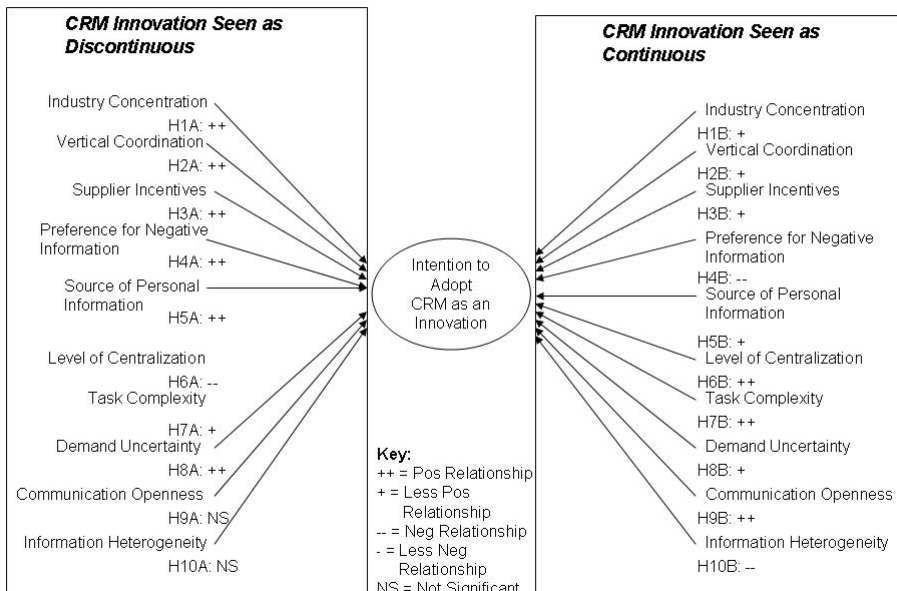 CRM Innovation Seen as
Discontinuous
Industry Concentration
H1A: ++
Vertical Coordination
H2A: ++
Supplier Incentives
H3A: ++
Preference for Negative
Information
H4A: ++
Source of Personal
Information
H5A: ++
Level of Centralization
H6A: --
Task Complexity
H7A: +
Demand Uncertainty
H8A: ++
Communication Openness
H9A: NS
Information Heterogeneity
H10A: NS
Intention to
Adopt
CRM as an
Innovation
Key:
++ = Pos Relationship
+ = Less Pos
Relationship
-- = Neg Relationship
- = Less Neg
Relationship
NS = Not Significant
CRM Innovation Seen as
Continuous
Industry Concentration
H1B: +
Vertical Coordination
H2B: +
Supplier Incentives
H3B: +
Preference for Negative
Information
H4B: --
Source of Personal
Information
H5B: +
Level of Centralization
H6B: ++
Task Complexity
H7B: ++
Demand Uncertainty
H8B: +
Communication Openness
H9B: ++
Information Heterogeneity
H10B: --